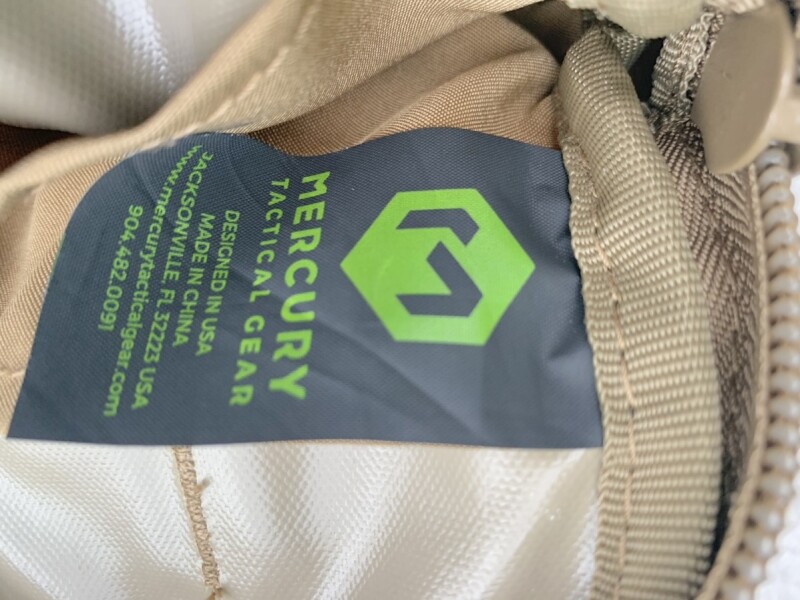 MERCURY
TACTICAL GEAR
DESIGNED IN USA
MADE IN CHINA
JACKSONVILLE, FL 32223 USA
www.mercurytacticalgear.com
904.482.0091